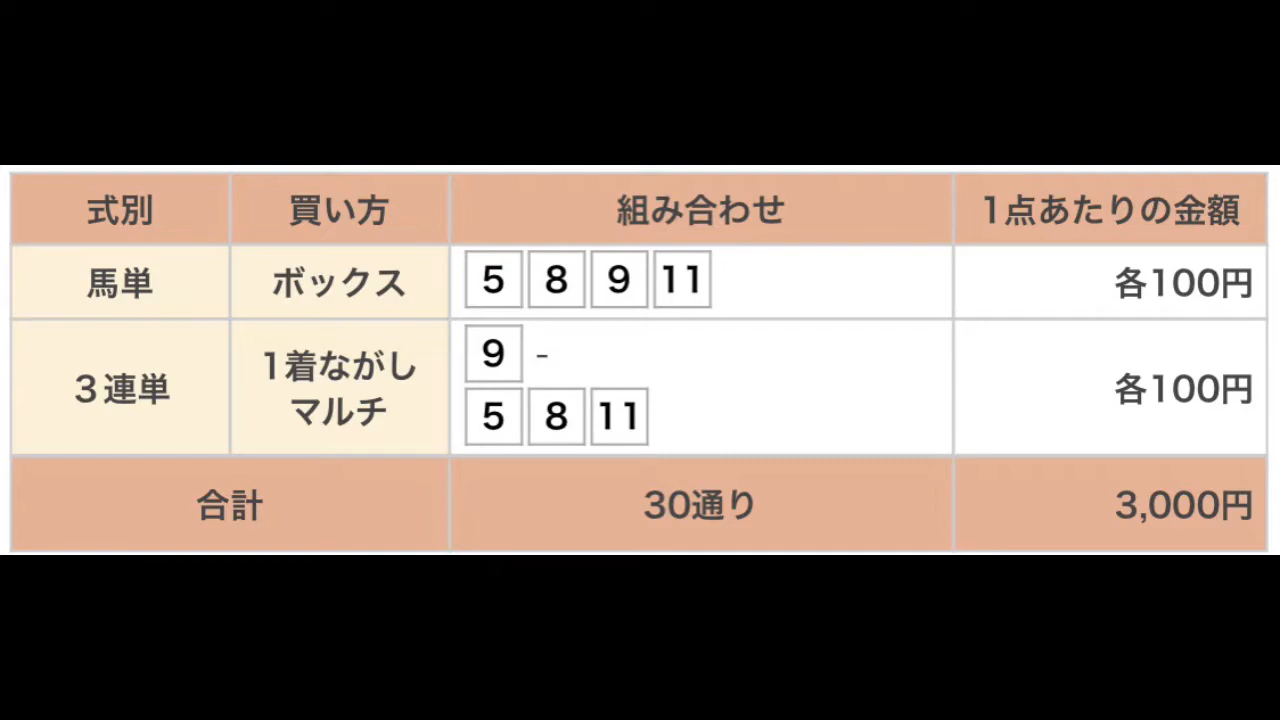 式別 買い方 組み合わせ 1点あたりの金額
馬単 ボックス 5 8 9 11 各100円
3連単 1着ながし マルチ 9 - 各100円
5 8 11
合計 30通り 3,000円